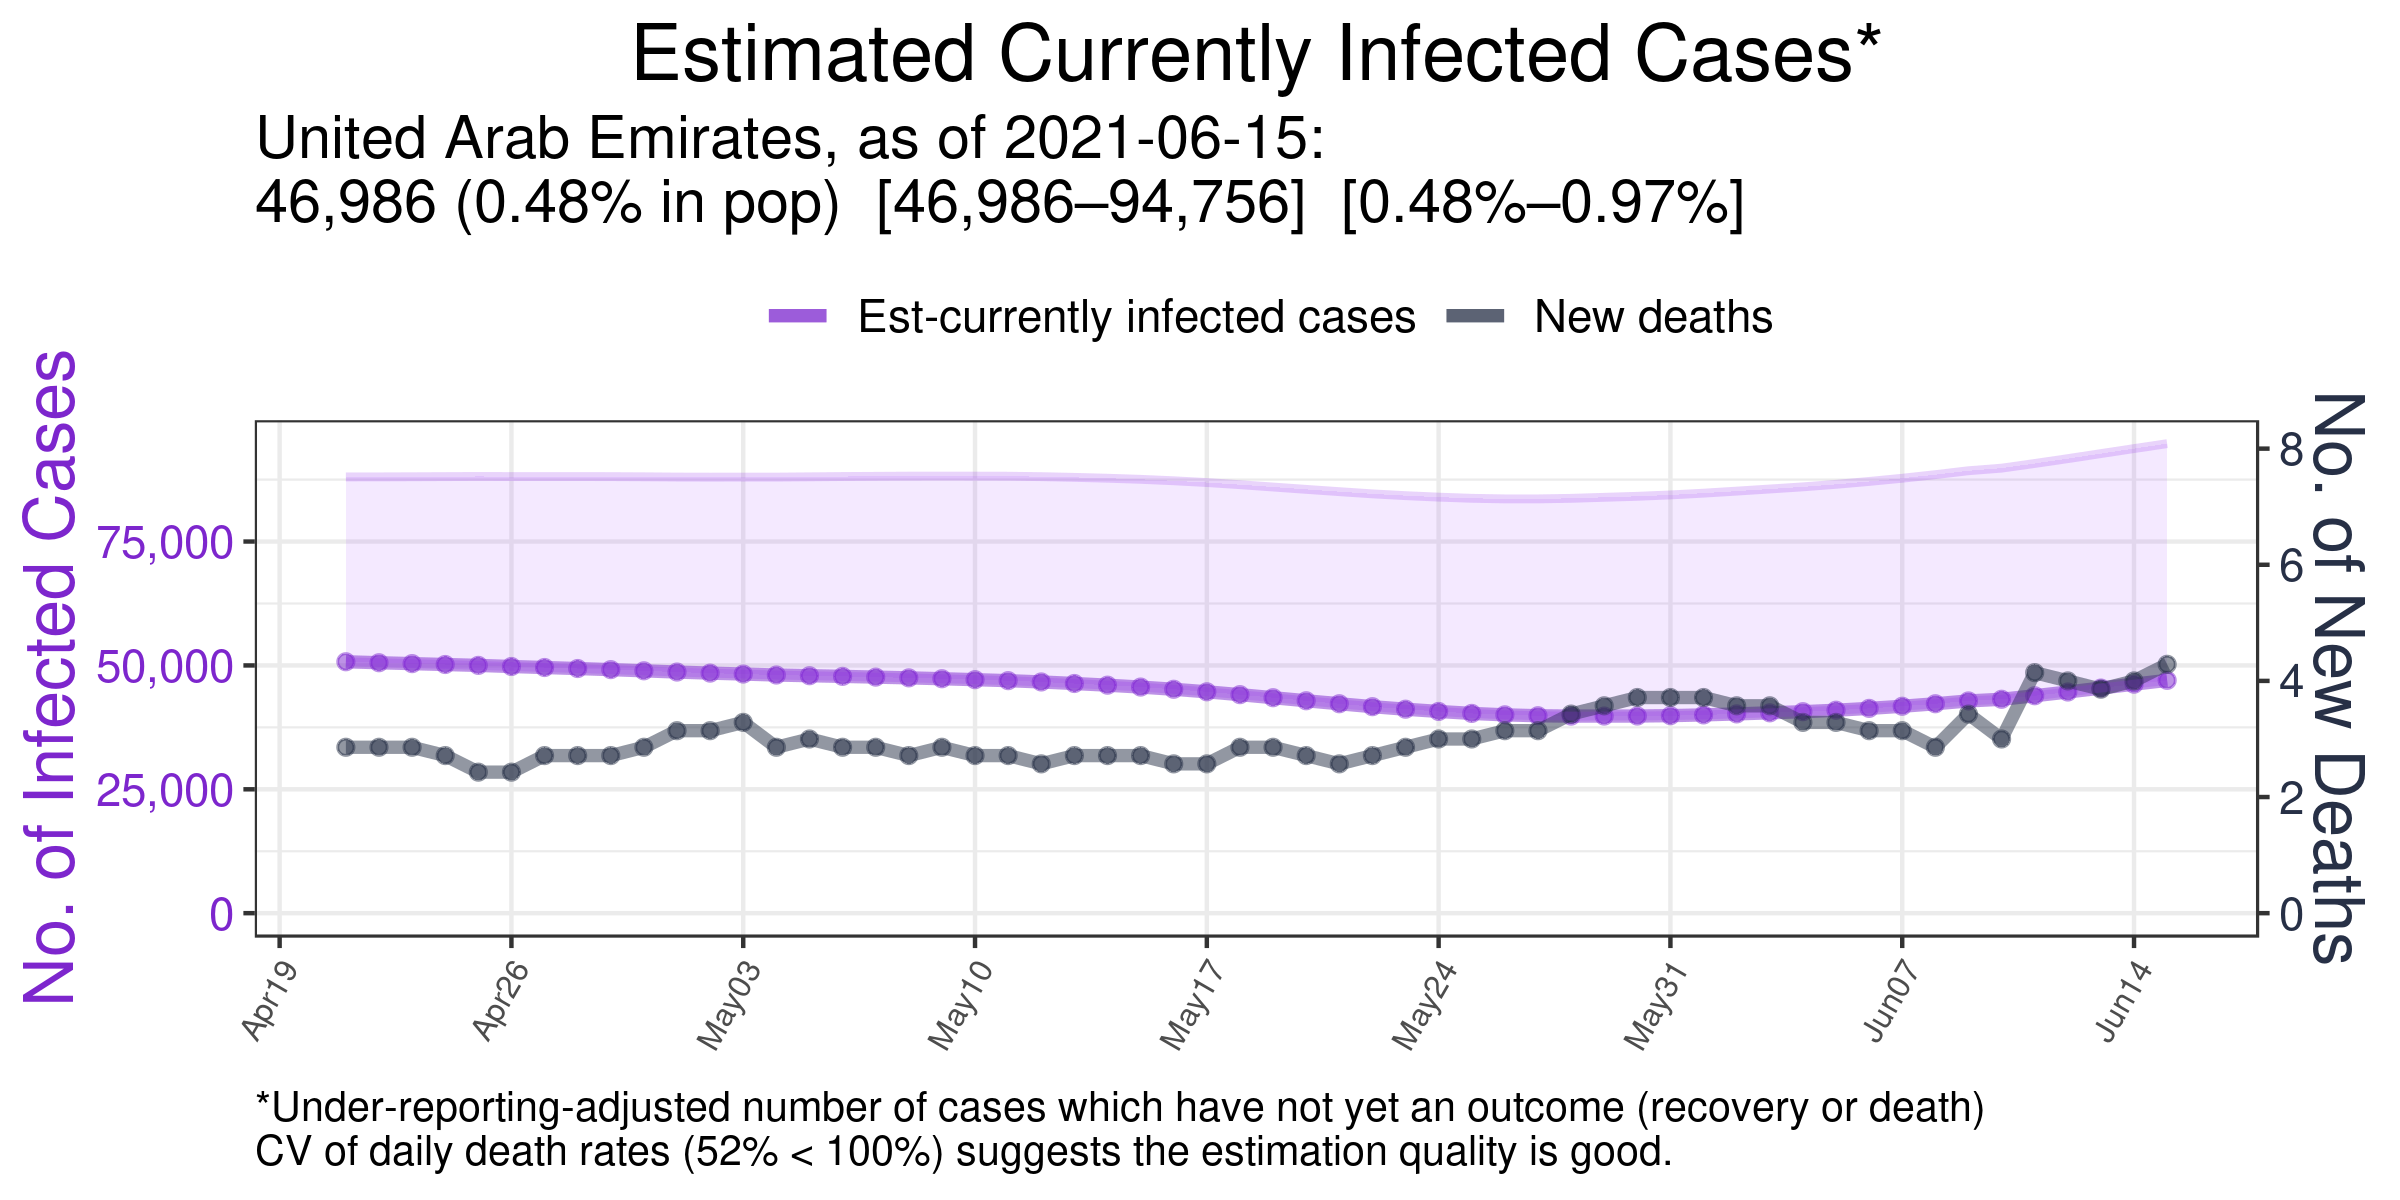 Estimated Currently Infected Cases*
United Arab Emirates, as of 2021-06-15:
46,986 (0.48% in pop)  [46,986–94,756]  [0.48%–0.97%]
Est-currently infected cases
New deaths
No. of Infected Cases
75,000
50,000
25,000
0
8
6
4
2
0
No. of New Deaths
Apr19
Apr26
May03
May10
May17
May24
May31
Jun07
Jun14
*Under-reporting-adjusted number of cases which have not yet an outcome (recovery or death)
CV of daily death rates (52% < 100%) suggests the estimation quality is good.